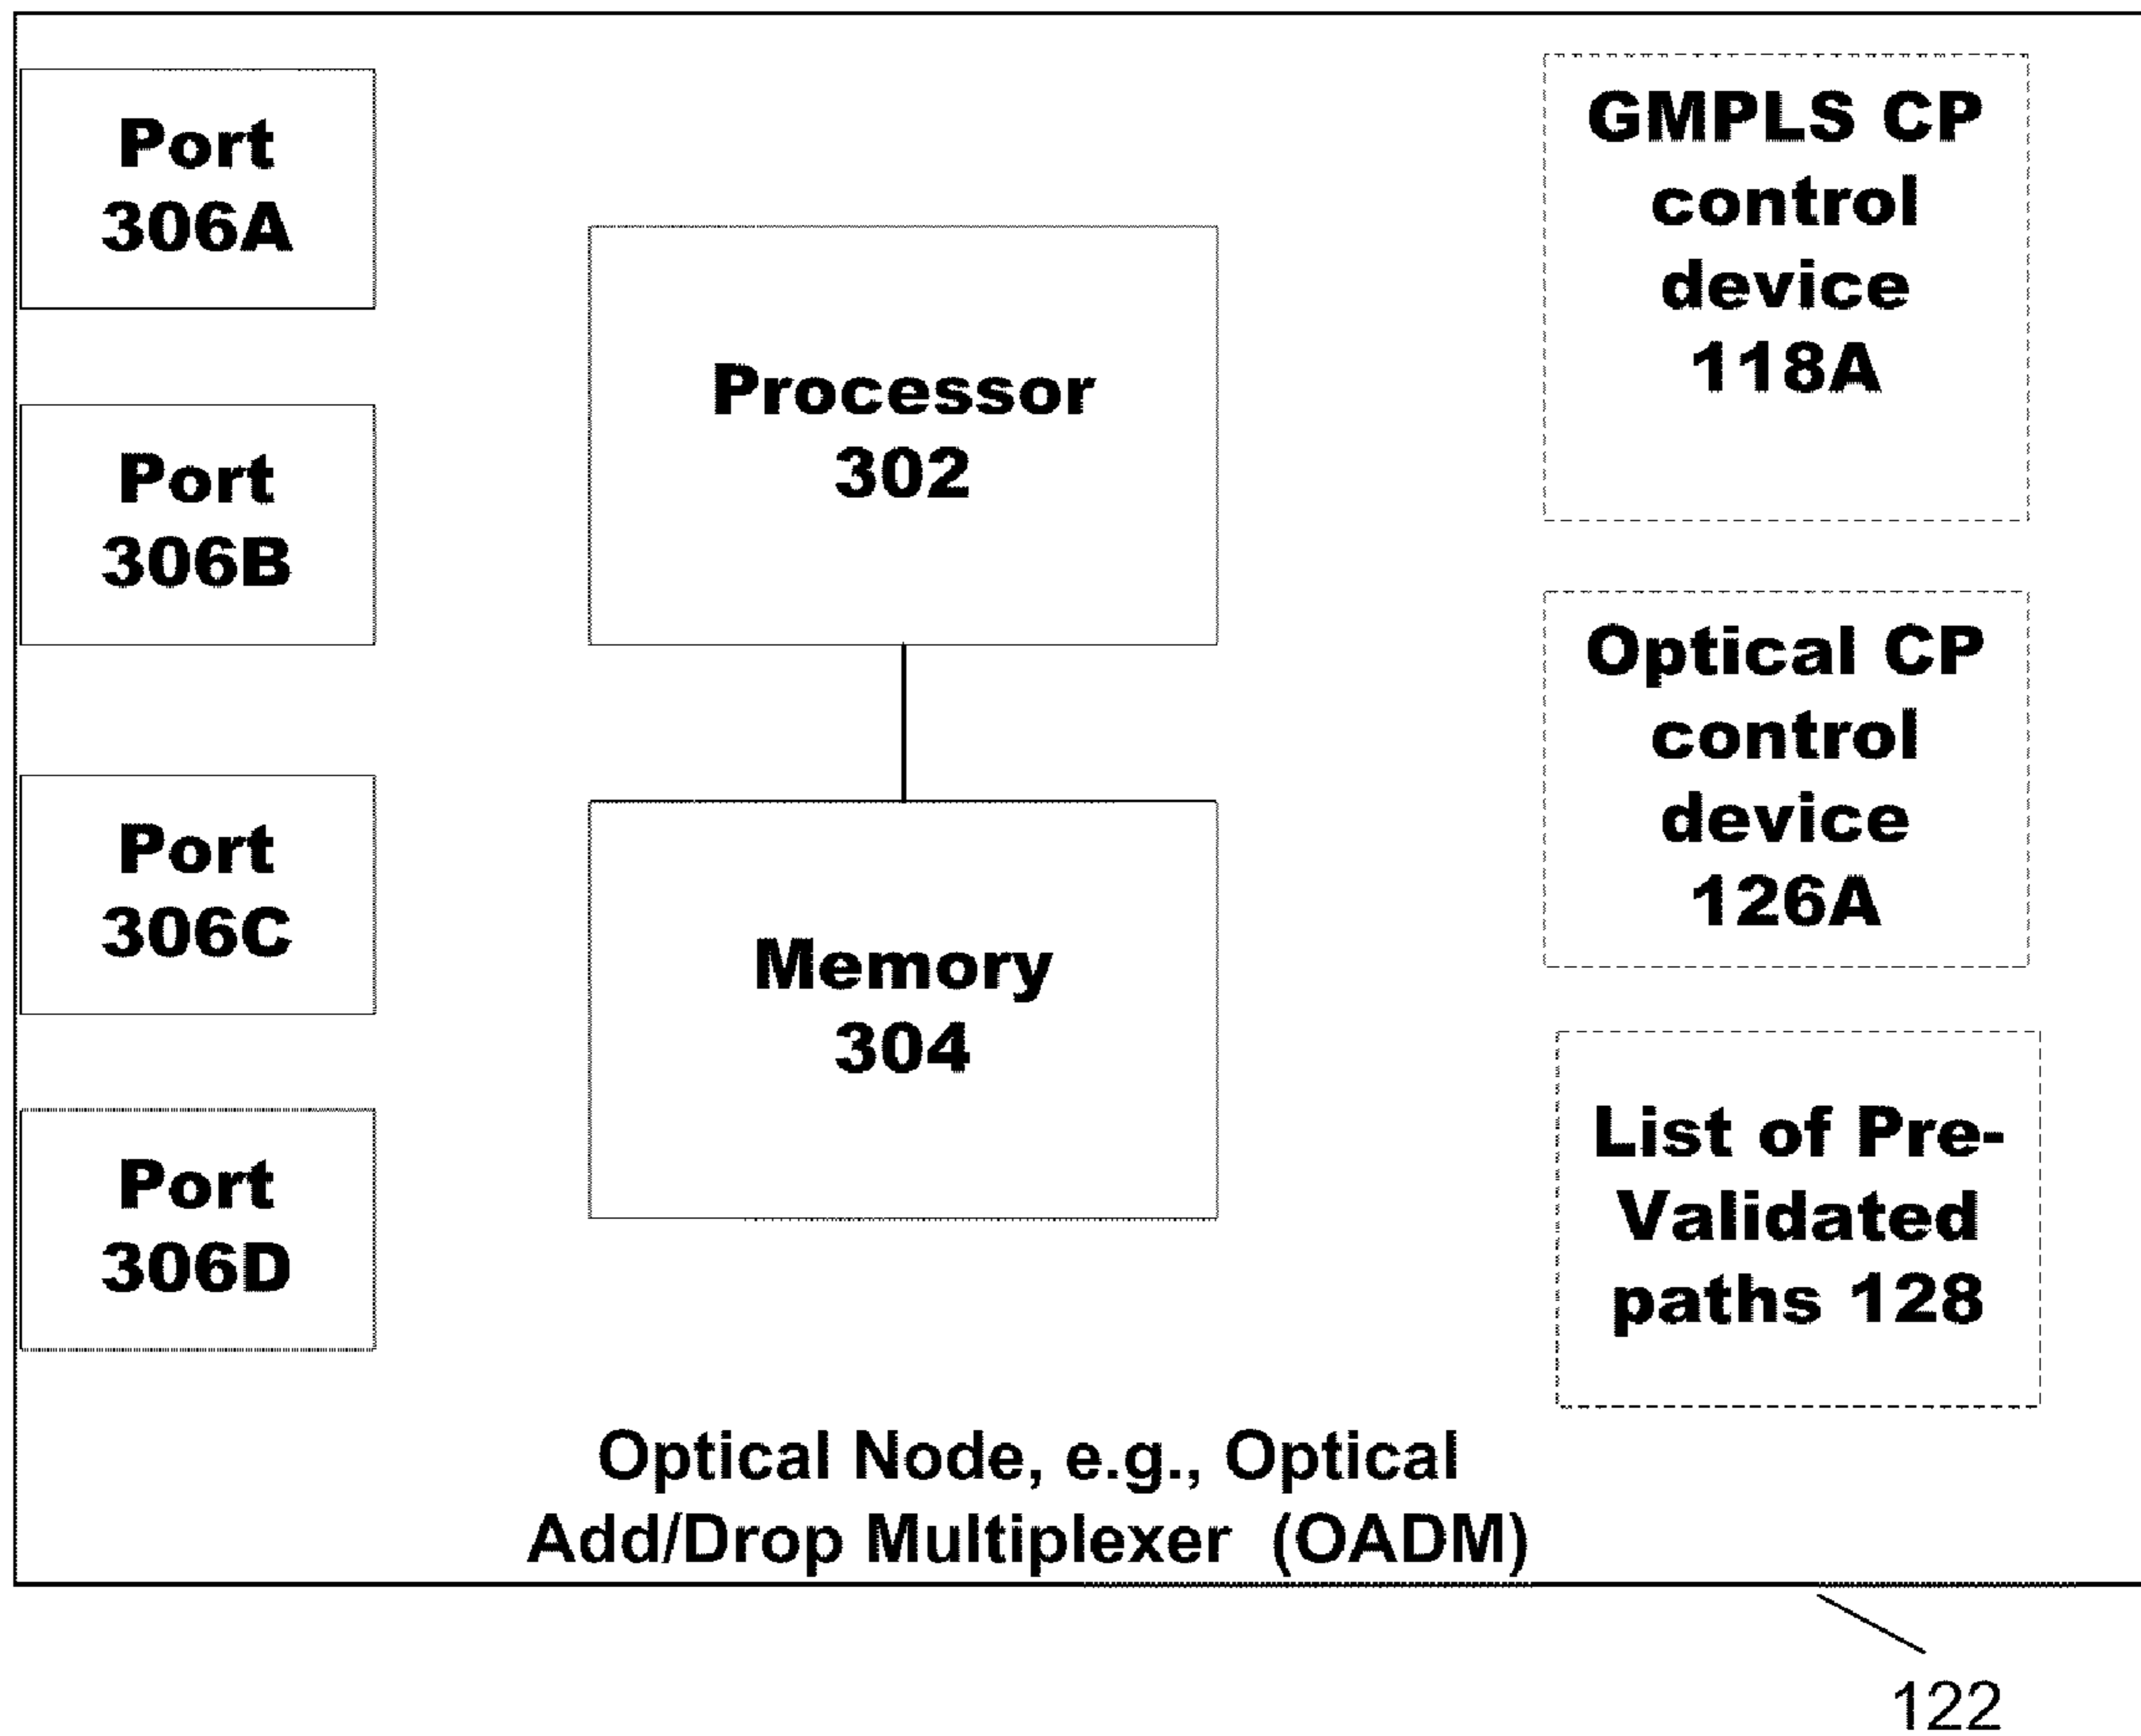 Port
306A
Port
306B
Port
306C
Port
306D
Processor
302
Memory
304
GMPLS CP
control
device
118A
Optical CP
control
device
126A
List of Pre-
Validated
paths 128
Optical Node, e.g., Optical
Add/Drop Multiplexer (OADM)
122